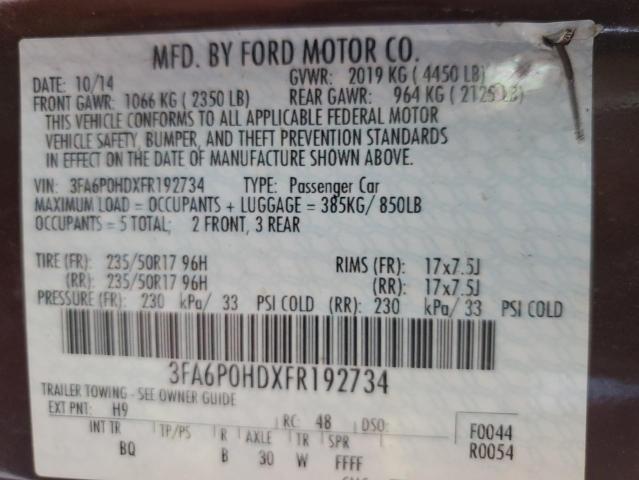 MFD. BY FORD MOTOR CO.
DATE: 10/14 GVWR: 2019 KG ( 4450 LB)
FRONT GAWR: 1066 KG ( 2350 LB) REAR GAWR: 964 KG ( 2125 LB)
THIS VEHICLE CONFORMS TO ALL APPLICABLE FEDERAL MOTOR
VEHICLE SAFETY, BUMPER, AND THEFT PREVENTION STANDARDS
IN EFFECT ON THE DATE OF MANUFACTURE SHOWN ABOVE.
VIN: 3FA6P0HDXFR192734 TYPE: Passenger Car
MAXIMUM LOAD = OCCUPANTS + LUGGAGE = 385KG/ 850LB
OCCUPANTS = 5 TOTAL; 2 FRONT, 3 REAR
TIRE (FR): 235/50R17 96H RIMS (FR): 17x7.5J
(RR): 235/50R17 96H (RR): 17x7.5J
PRESSURE (FR): 230 kPa/ 33 PSI COLD (RR): 230 kPa/ 33 PSI COLD
3FA6P0HDXFR192734
TRAILER TOWING - SEE OWNER GUIDE
EXT PNT: H9 RC: 48 DSO: F0044
INT TR TP/PS R AXLE TR SPR R0054
BQ B 30 W FFFF